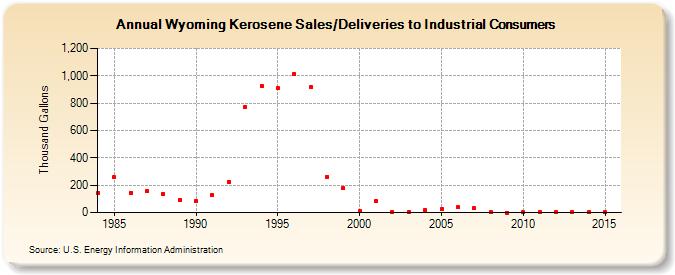 Annual Wyoming Kerosene Sales/Deliveries to Industrial Consumers
Thousand Gallons
1,200
1,000
800
600
400
200
0
1985 1990 1995 2000 2005 2010 2015
Source: U.S. Energy Information Administration